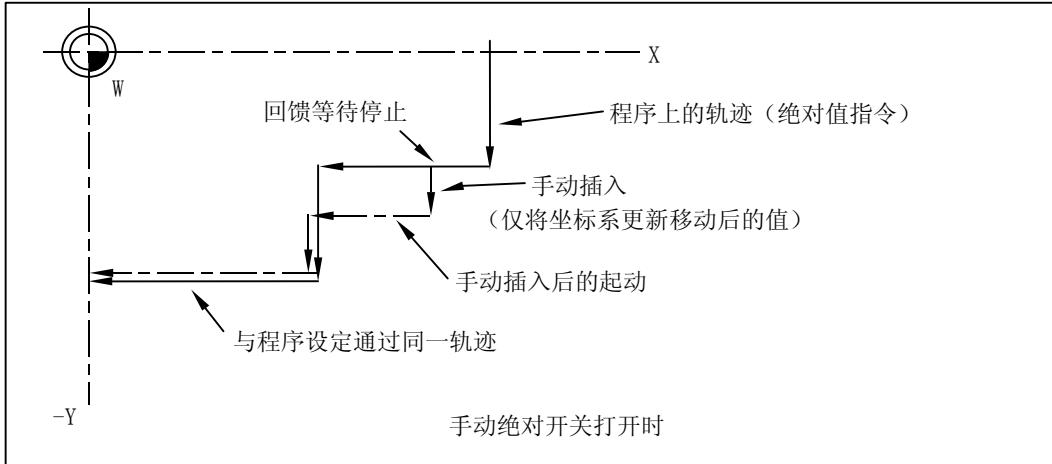 X
W
回馈等待停止
程序上的轨迹（绝对值指令）
手动插入
（仅将坐标系更新移动后的值）
手动插入后的起动
与程序设定通过同一轨迹
-Y
手动绝对开关打开时